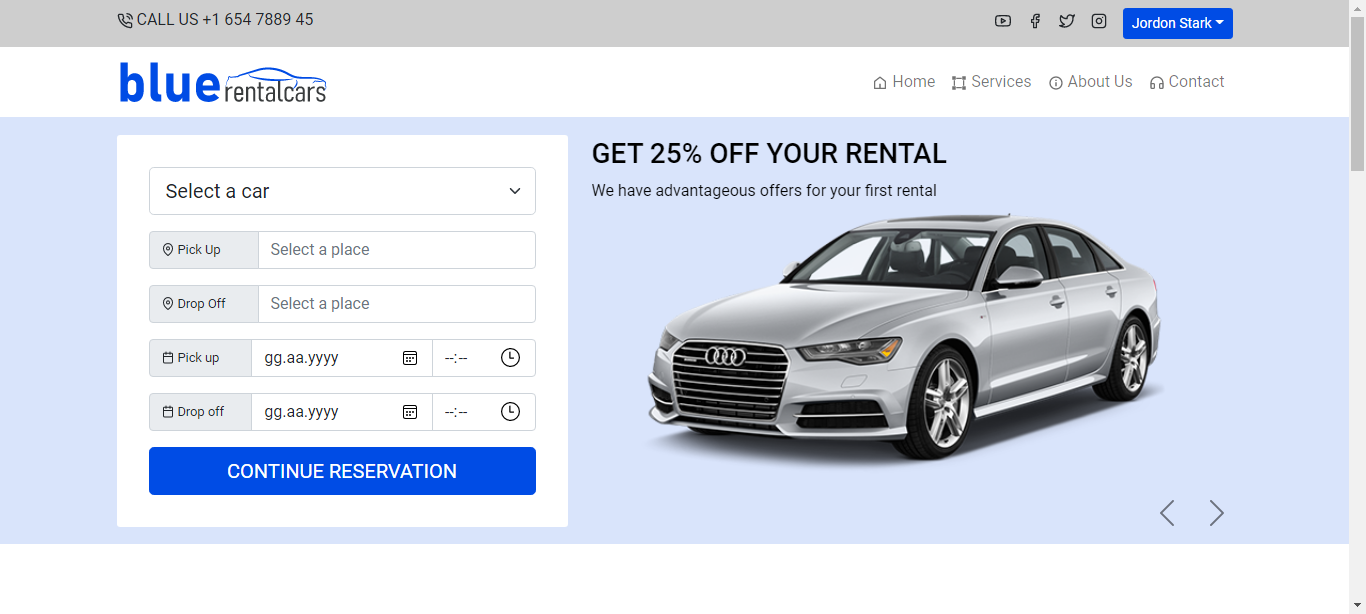 CALL US +1 654 7889 45
Jordon Stark
blue rentalcars
Home Services About Us Contact
Select a car
Pick Up Select a place
Drop Off Select a place
Pick up gg.aa.yyyy --:--
Drop off gg.aa.yyyy --:--
CONTINUE RESERVATION
GET 25% OFF YOUR RENTAL
We have advantageous offers for your first rental